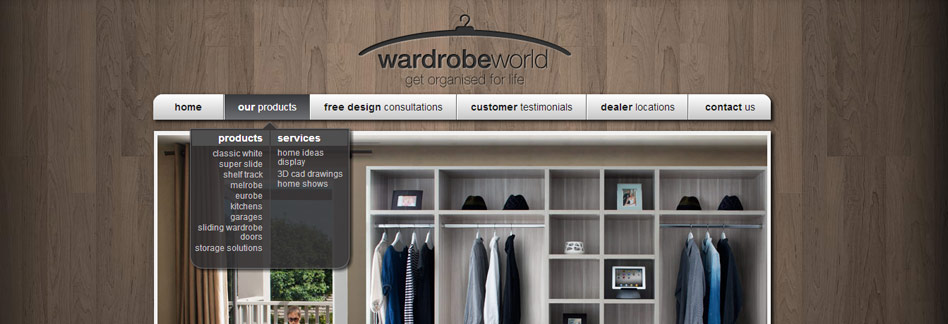 wardrobeworld
get organised for life
home
our products
free design consultations
customer testimonials
dealer locations
contact us
products
classic white
super slide
shelf track
melrobe
eurobe
kitchens
garages
sliding wardrobe
doors
storage solutions
services
home ideas
display
3D cad drawings
home shows